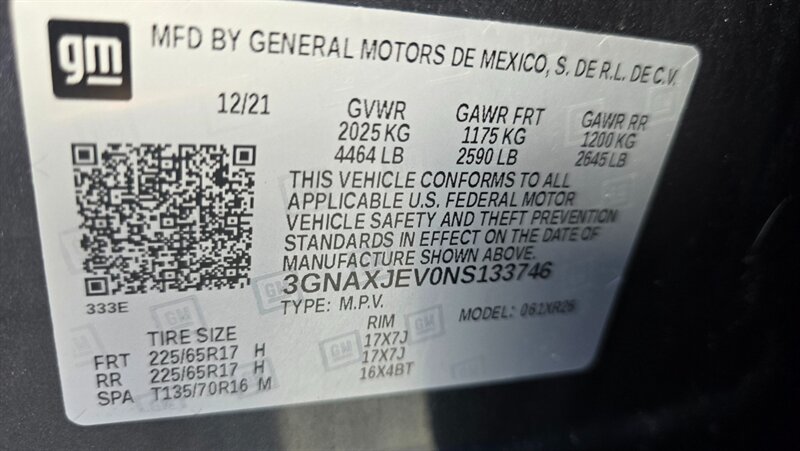 gm
MFD BY GENERAL MOTORS DE MEXICO, S. DE R.L. DE C.V.
12/21 GVWR GAWR FRT GAWR RR
2025 KG 1175 KG 1200 KG
4464 LB 2590 LB 2645 LB
THIS VEHICLE CONFORMS TO ALL
APPLICABLE U.S. FEDERAL MOTOR
VEHICLE SAFETY AND THEFT PREVENTION
STANDARDS IN EFFECT ON THE DATE OF
MANUFACTURE SHOWN ABOVE.
3GNAXJEV0NS133746
333E
TYPE: M.P.V. MODEL: 061XR26
TIRE SIZE RIM
FRT 225/65R17 H 17X7J
RR 225/65R17 H 17X7J
SPA T135/70R16 M 16X4BT
GM
GM
GM